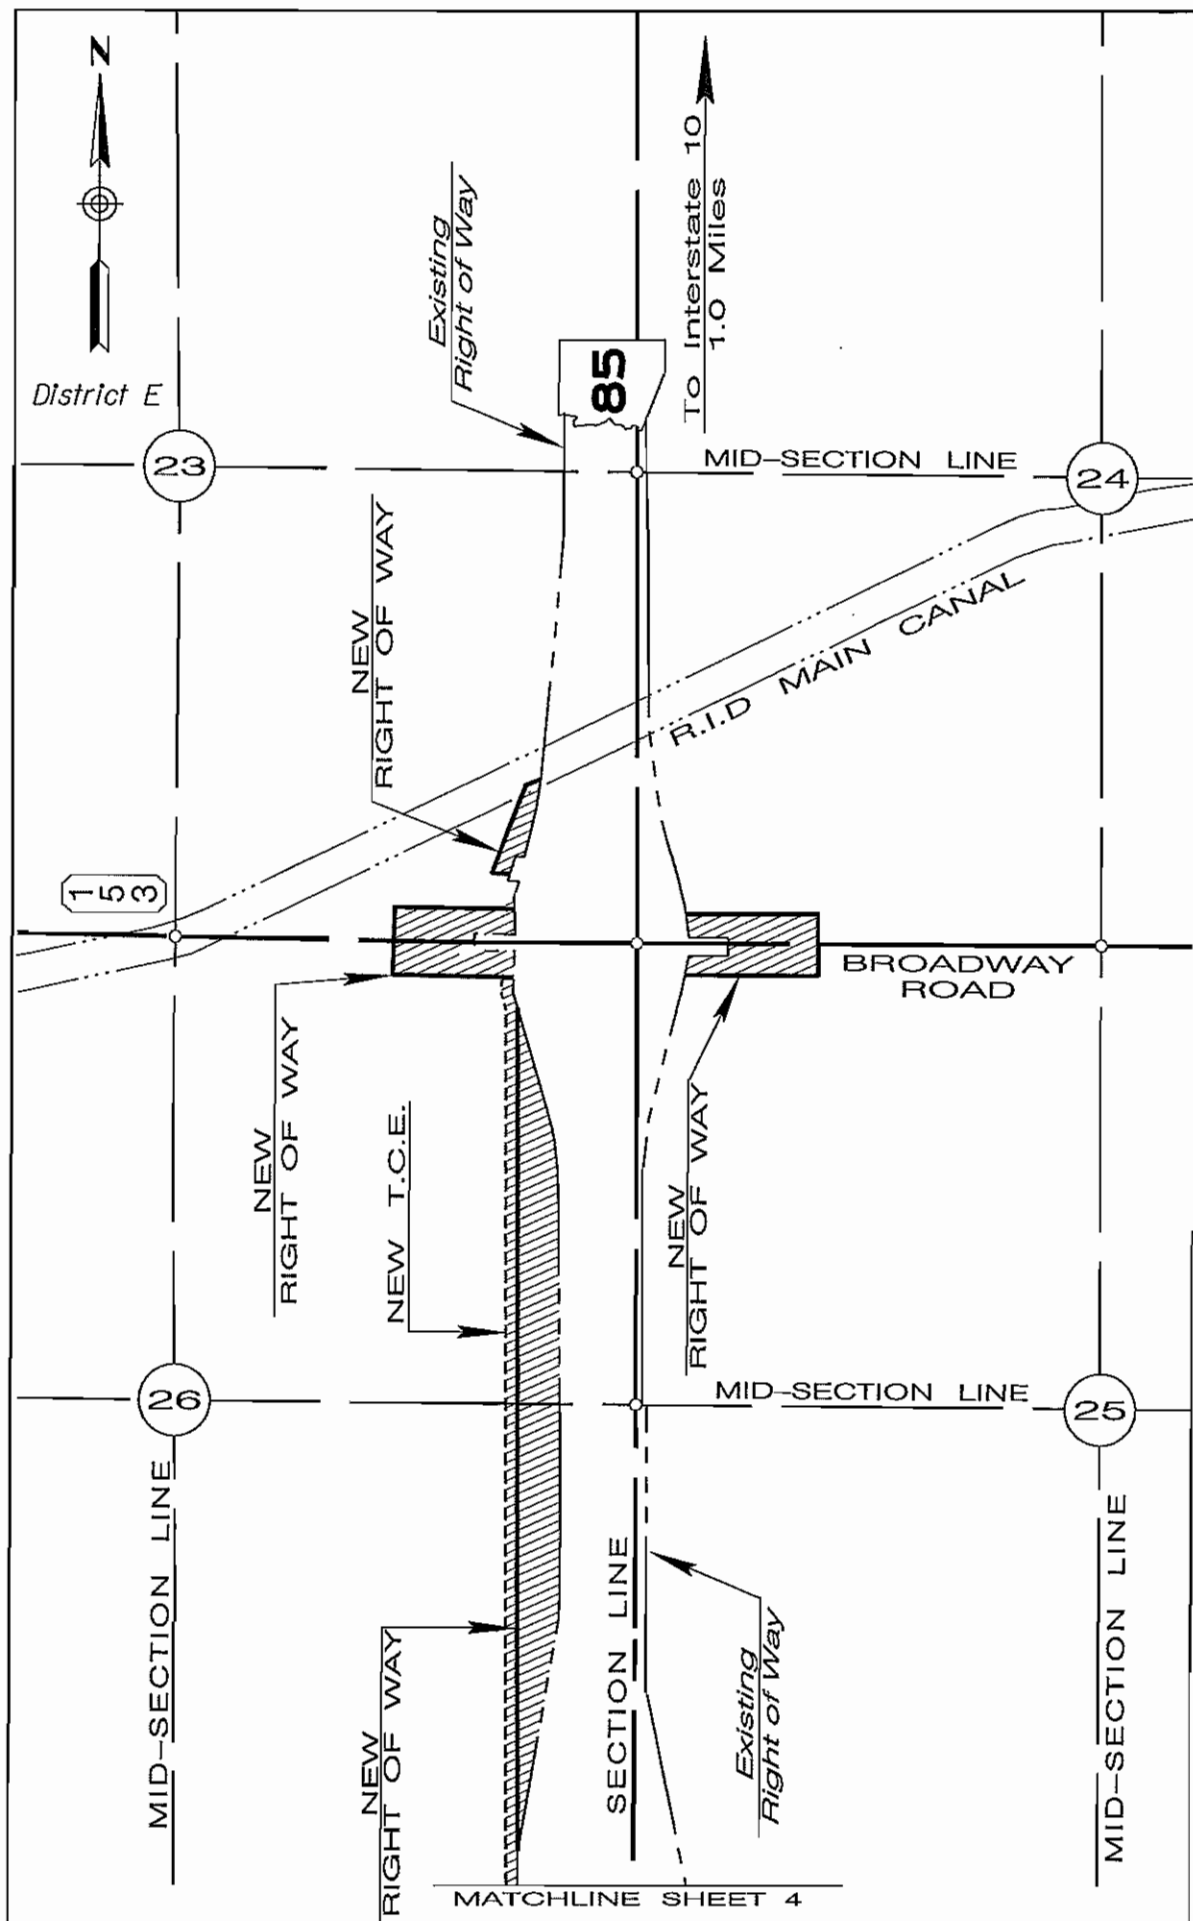 N
District E
Existing
Right of Way
85
To Interstate 10
1.0 Miles
23
MID-SECTION LINE
24
NEW
RIGHT OF WAY
R.I.D MAIN CANAL
153
BROADWAY
ROAD
NEW
RIGHT OF WAY
NEW T.C.E.
NEW
RIGHT OF WAY
26
MID-SECTION LINE
25
MID-SECTION LINE
NEW
RIGHT OF WAY
SECTION LINE
Existing
Right of Way
MID-SECTION LINE
MATCHLINE SHEET 4